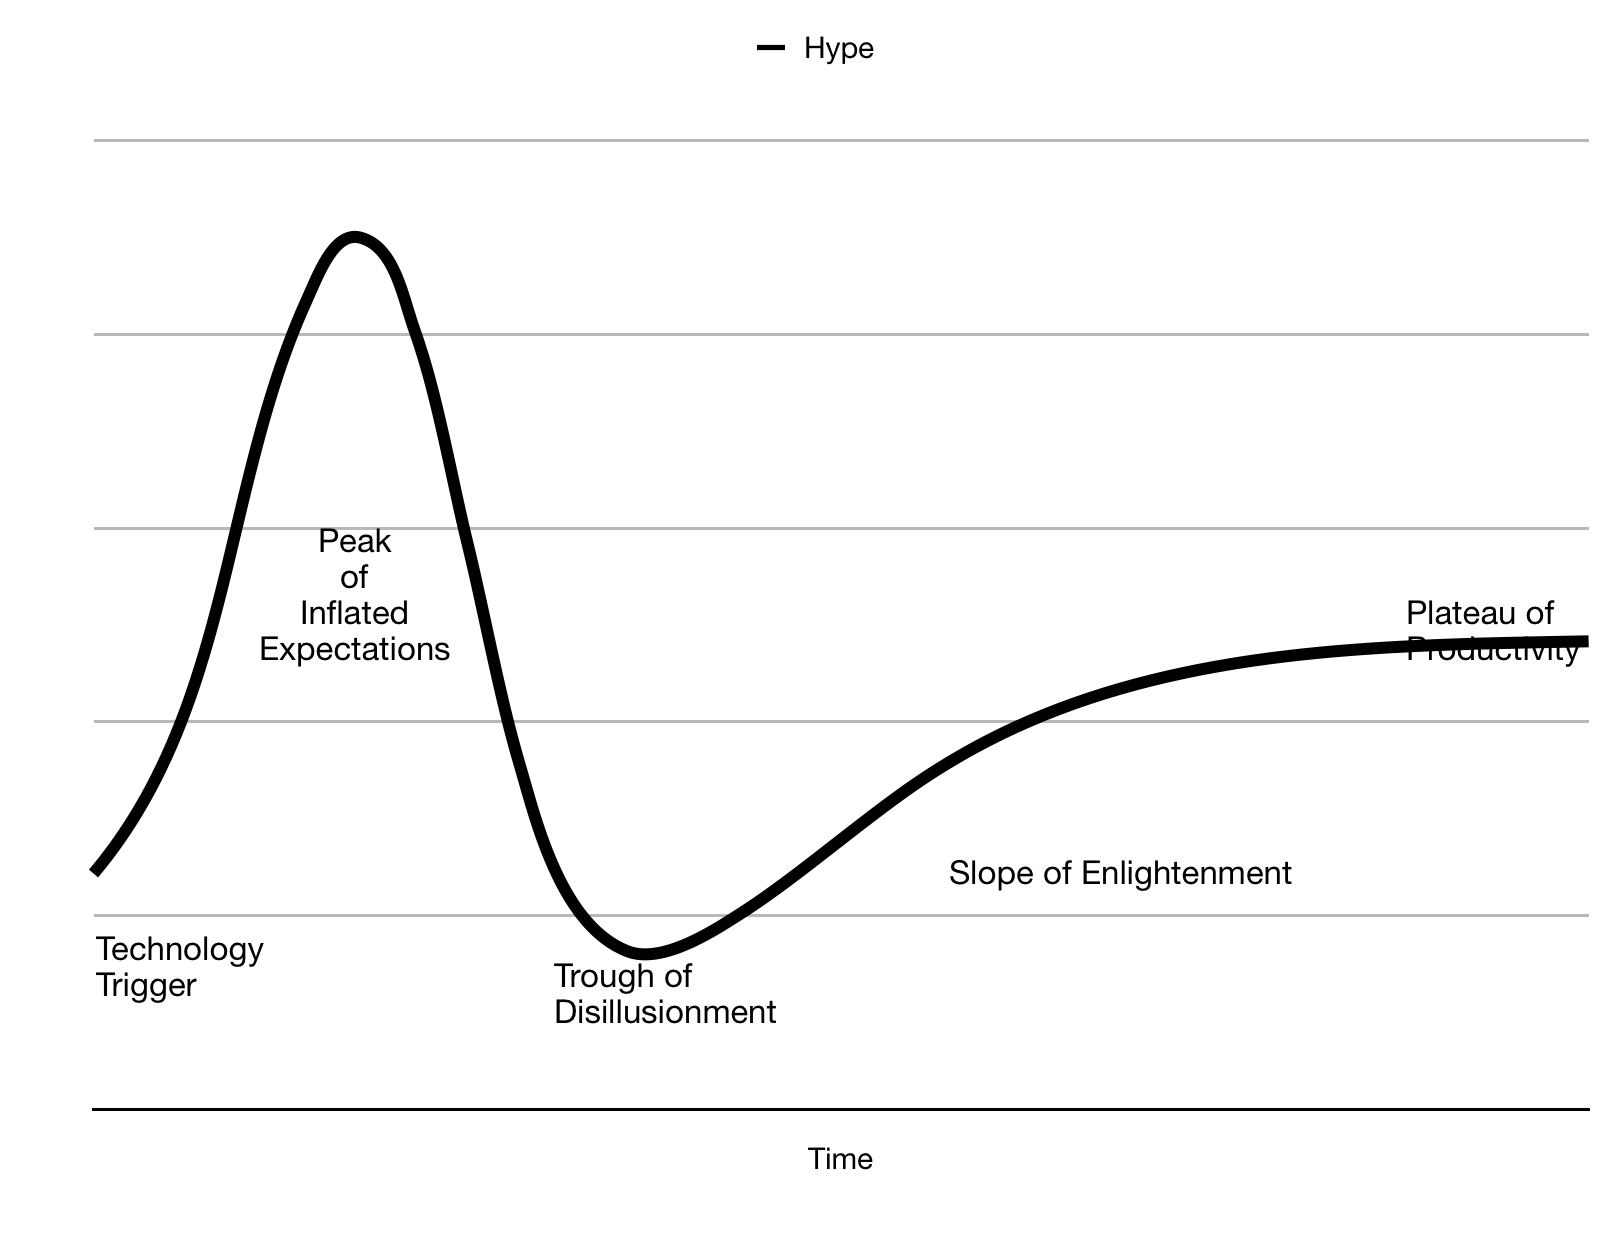 Hype
Peak
of
Inflated
Expectations
Plateau of
Productivity
Slope of Enlightenment
Technology
Trigger
Trough of
Disillusionment
Time